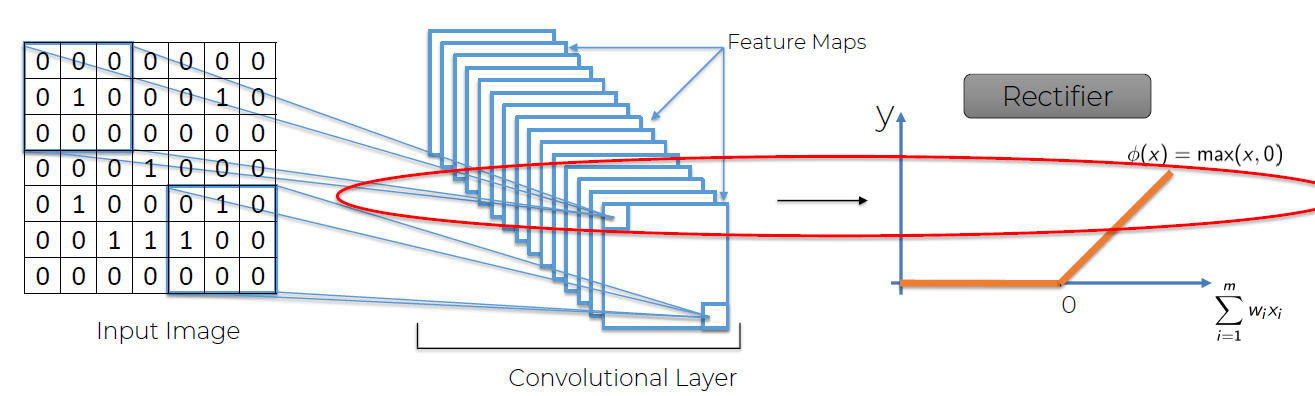 0 0 0 0 0 0 0
0 1 0 0 0 1 0
0 0 0 0 0 0 0
0 0 0 1 0 0 0
0 1 0 0 0 1 0
0 0 1 1 1 0 0
0 0 0 0 0 0 0
Input Image
Feature Maps
Convolutional Layer
Rectifier
y
ϕ(x) = max(x, 0)
0
m
∑ wᵢxᵢ
i=1